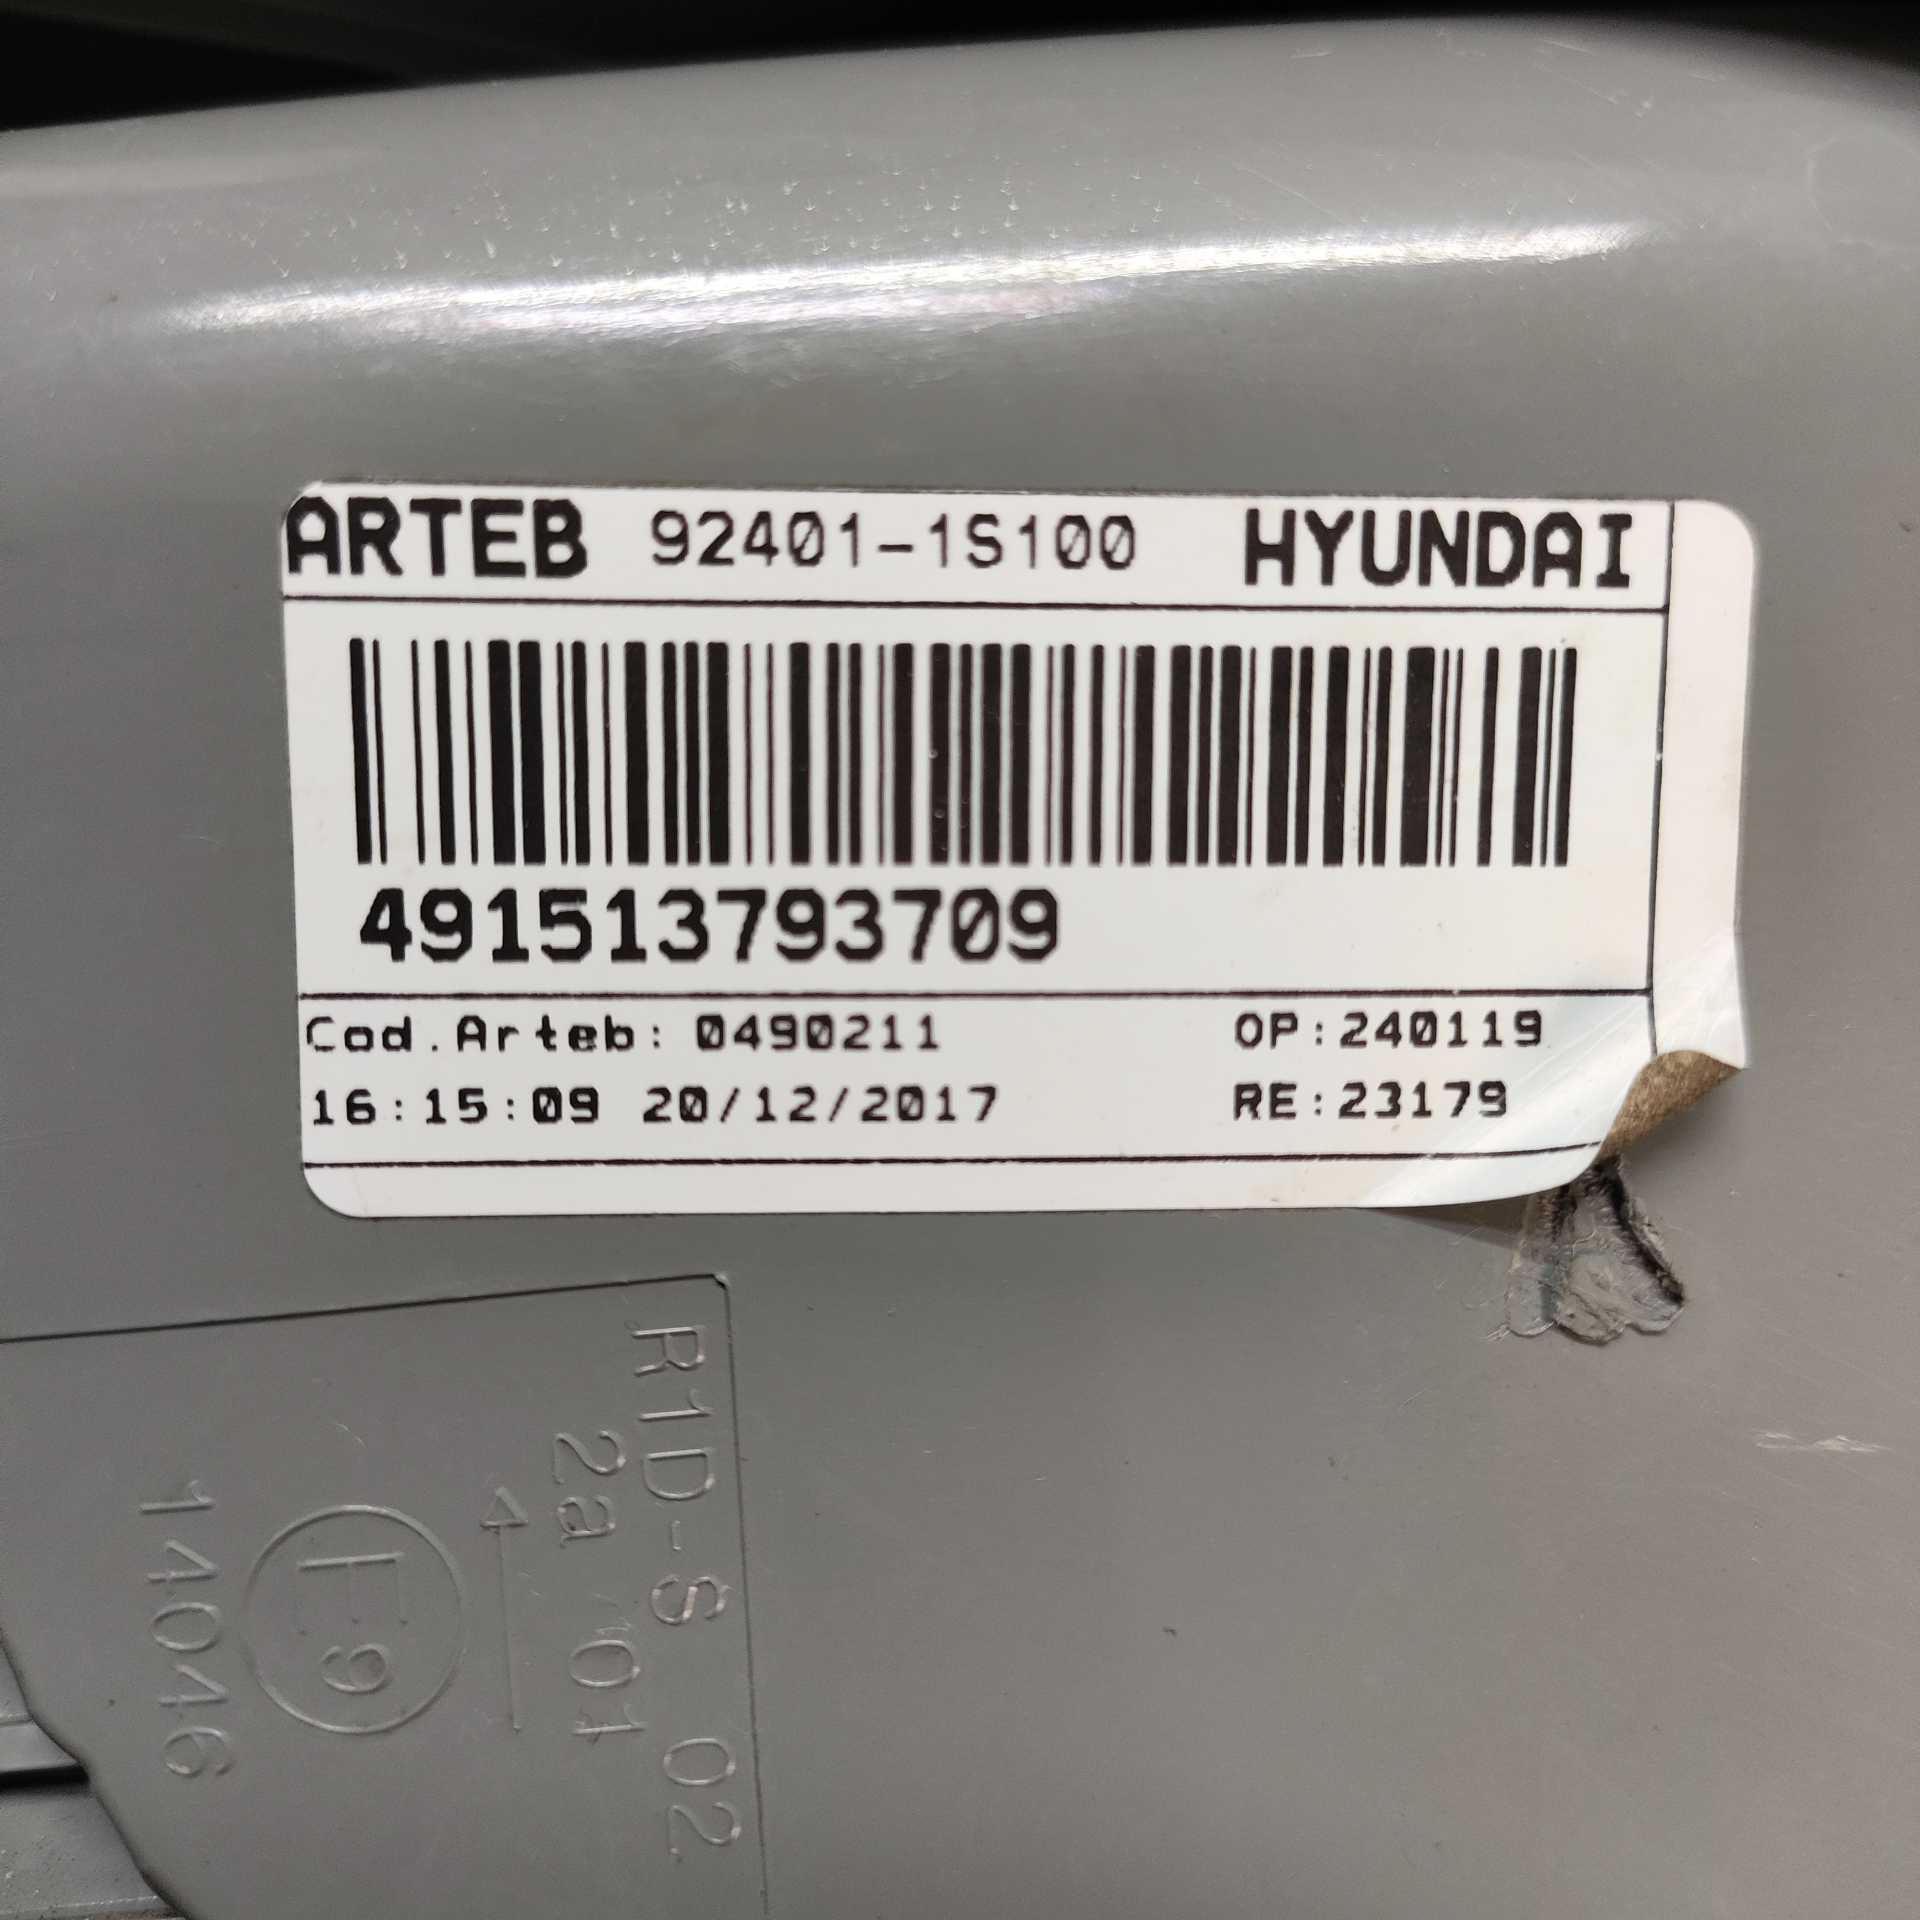 ARTEB 92401-1S100 HYUNDAI
491513793709
Cod.Arteb: 0490211 OP:240119
16:15:09 20/12/2017 RE:23179
R1D-S 02
2a 01
E9
14046